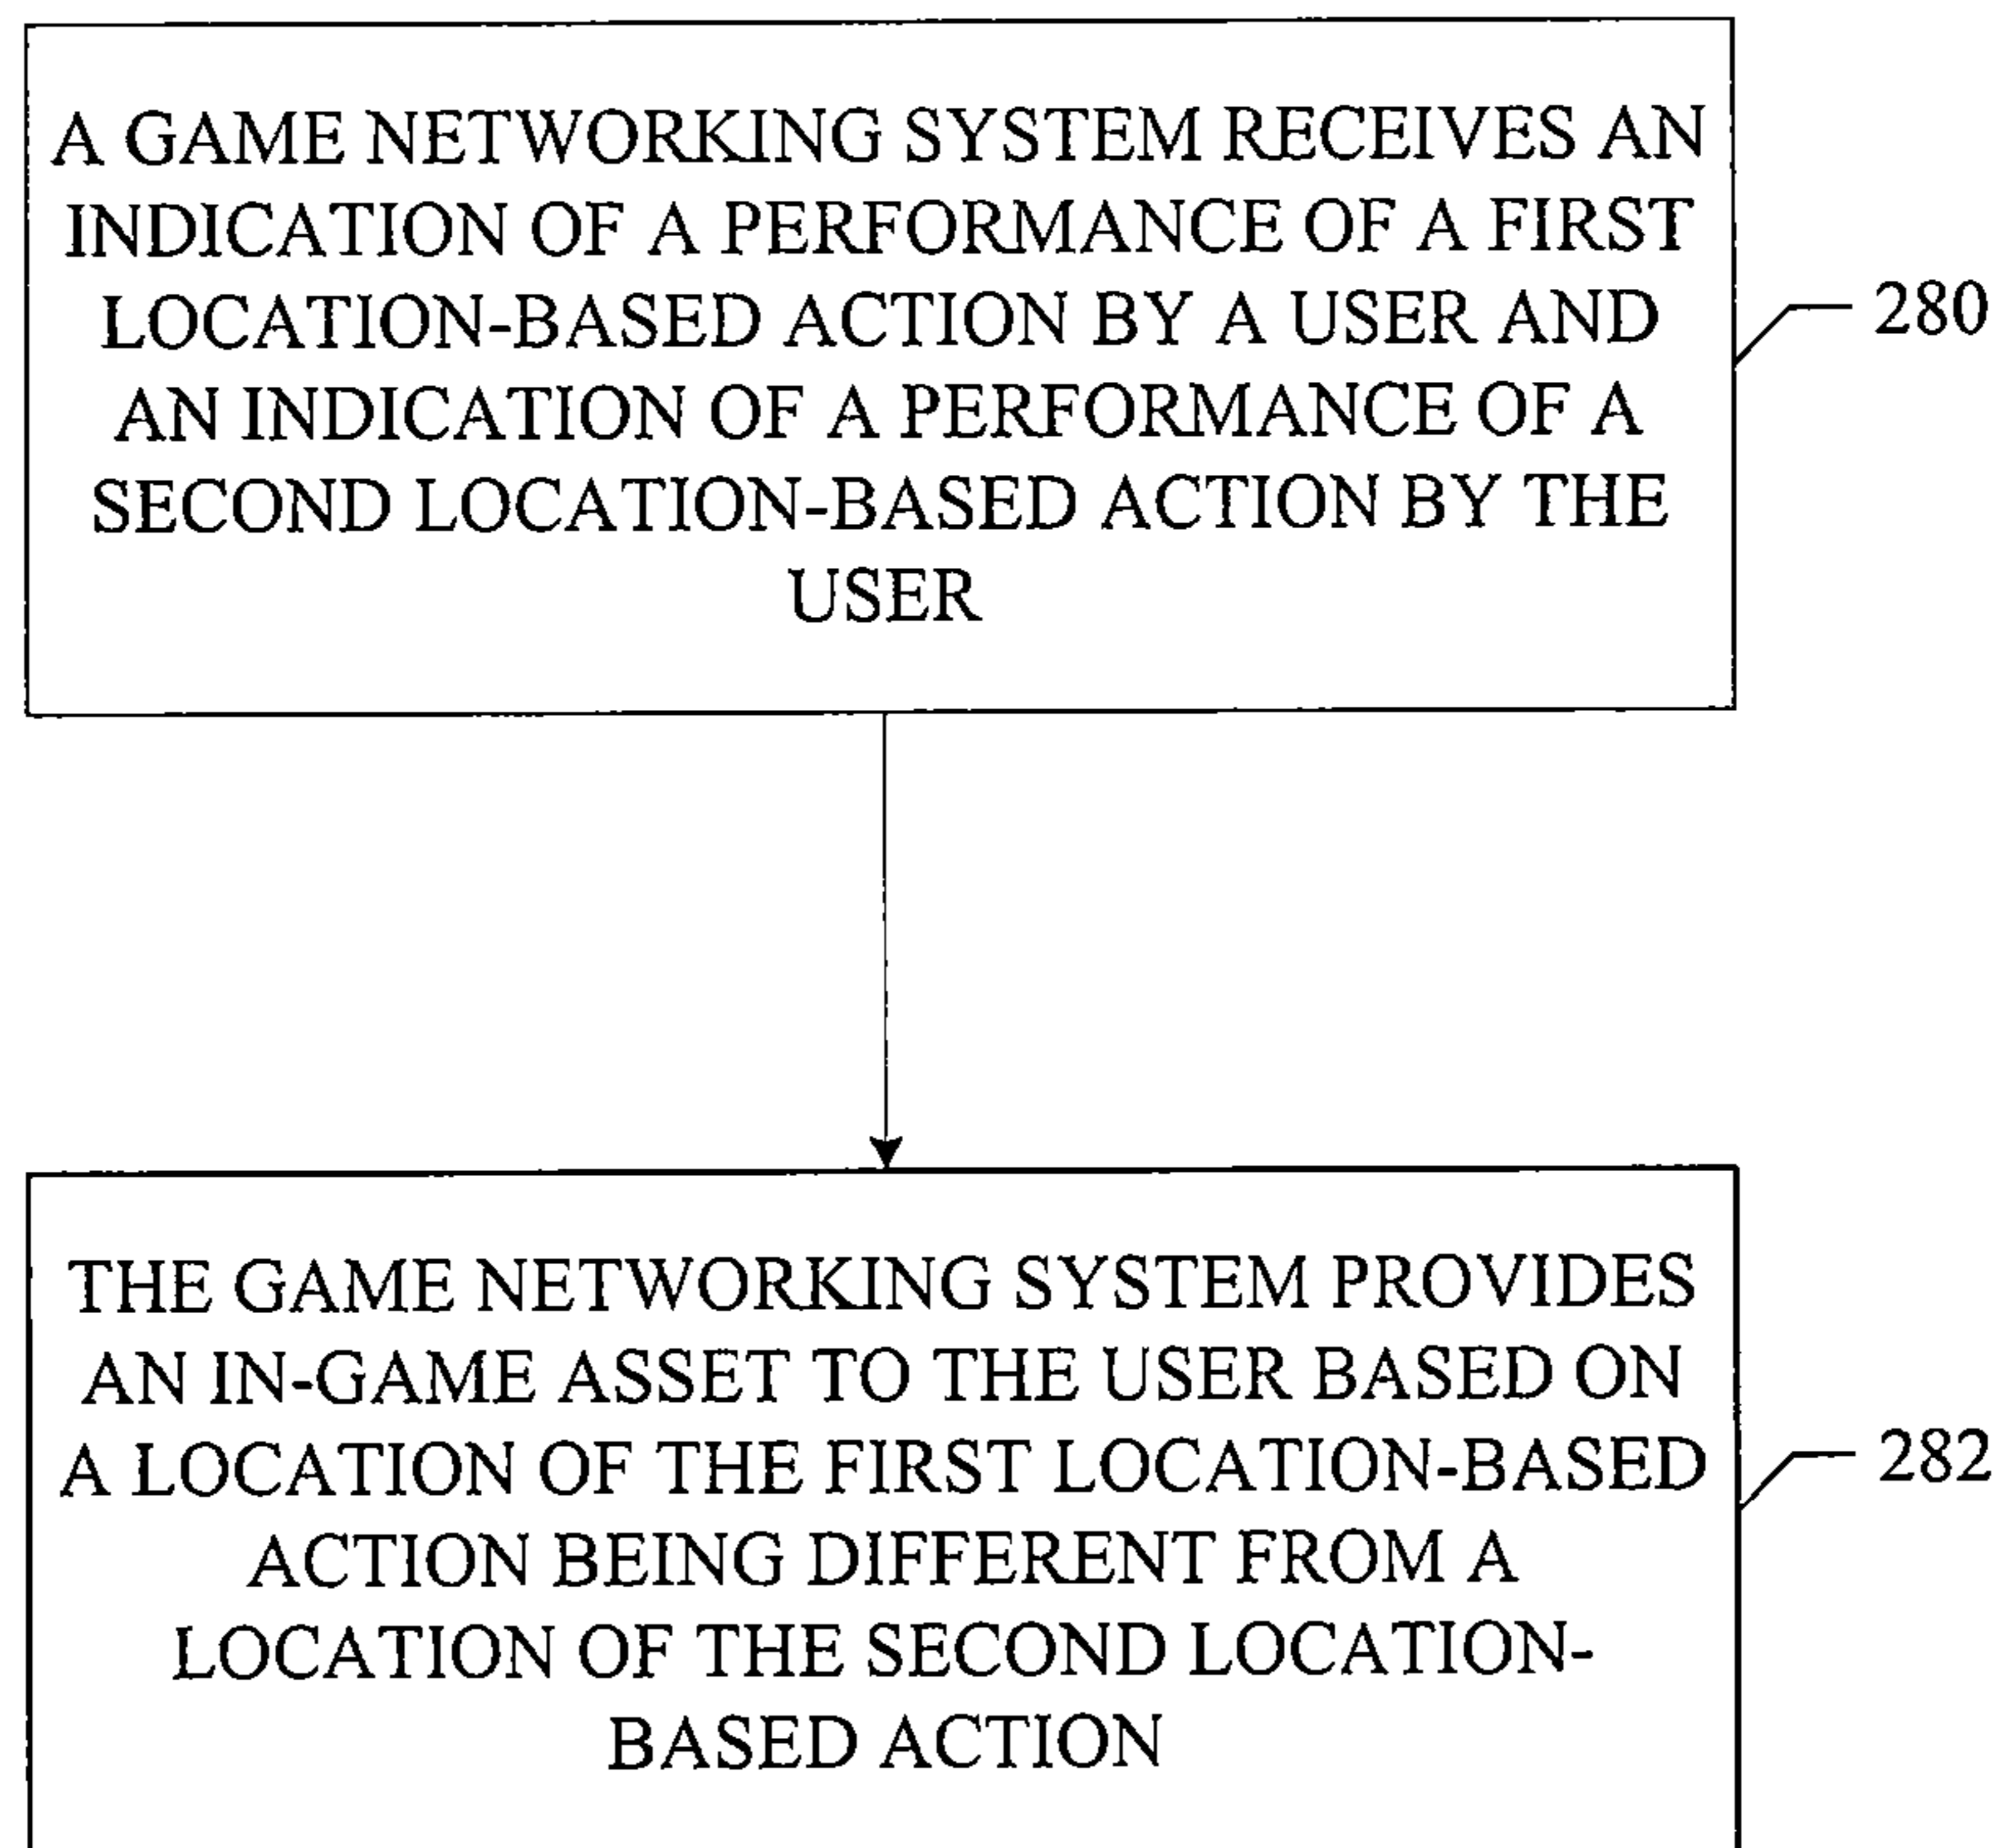 A GAME NETWORKING SYSTEM RECEIVES AN
INDICATION OF A PERFORMANCE OF A FIRST
LOCATION-BASED ACTION BY A USER AND
AN INDICATION OF A PERFORMANCE OF A
SECOND LOCATION-BASED ACTION BY THE
USER
280
THE GAME NETWORKING SYSTEM PROVIDES
AN IN-GAME ASSET TO THE USER BASED ON
A LOCATION OF THE FIRST LOCATION-BASED
ACTION BEING DIFFERENT FROM A
LOCATION OF THE SECOND LOCATION-
BASED ACTION
282